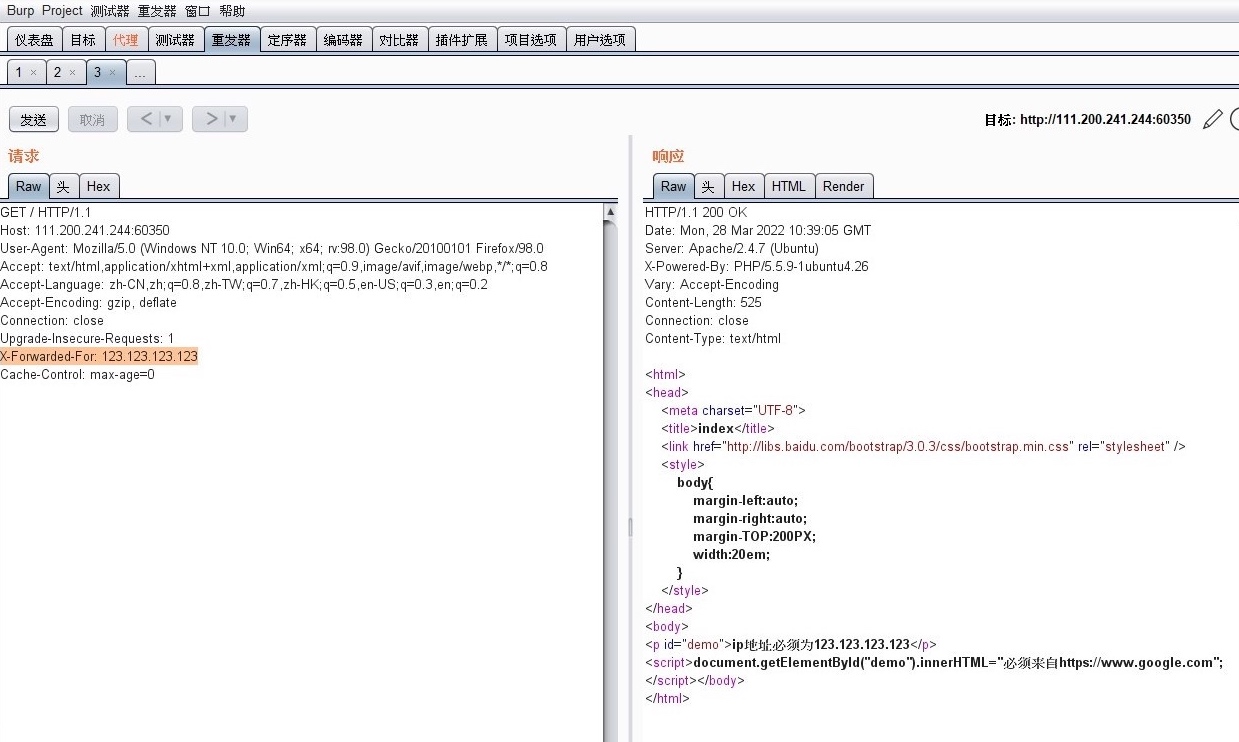 Burp Project 测试器 重发器 窗口 帮助
仪表盘 目标 代理 测试器 重发器 定序器 编码器 对比器 插件扩展 项目选项 用户选项
1 × 2 × 3 × ...
发送 取消 < ▼ > ▼ 目标: http://111.200.241.244:60350
请求
Raw 头 Hex
GET / HTTP/1.1
Host: 111.200.241.244:60350
User-Agent: Mozilla/5.0 (Windows NT 10.0; Win64; x64; rv:98.0) Gecko/20100101 Firefox/98.0
Accept: text/html,application/xhtml+xml,application/xml;q=0.9,image/avif,image/webp,*/*;q=0.8
Accept-Language: zh-CN,zh;q=0.8,zh-TW;q=0.7,zh-HK;q=0.5,en-US;q=0.3,en;q=0.2
Accept-Encoding: gzip, deflate
Connection: close
Upgrade-Insecure-Requests: 1
X-Forwarded-For: 123.123.123.123
Cache-Control: max-age=0
响应
Raw 头 Hex HTML Render
HTTP/1.1 200 OK
Date: Mon, 28 Mar 2022 10:39:05 GMT
Server: Apache/2.4.7 (Ubuntu)
X-Powered-By: PHP/5.5.9-1ubuntu4.26
Vary: Accept-Encoding
Content-Length: 525
Connection: close
Content-Type: text/html
<html>
<head>
<meta charset="UTF-8">
<title>index</title>
<link href="http://libs.baidu.com/bootstrap/3.0.3/css/bootstrap.min.css" rel="stylesheet" />
<style>
body{
margin-left:auto;
margin-right:auto;
margin-TOP:200PX;
width:20em;
}
</style>
</head>
<body>
<p id="demo">ip地址必须为123.123.123.123</p>
<script>document.getElementById("demo").innerHTML="必须来自https://www.google.com";
</script></body>
</html>